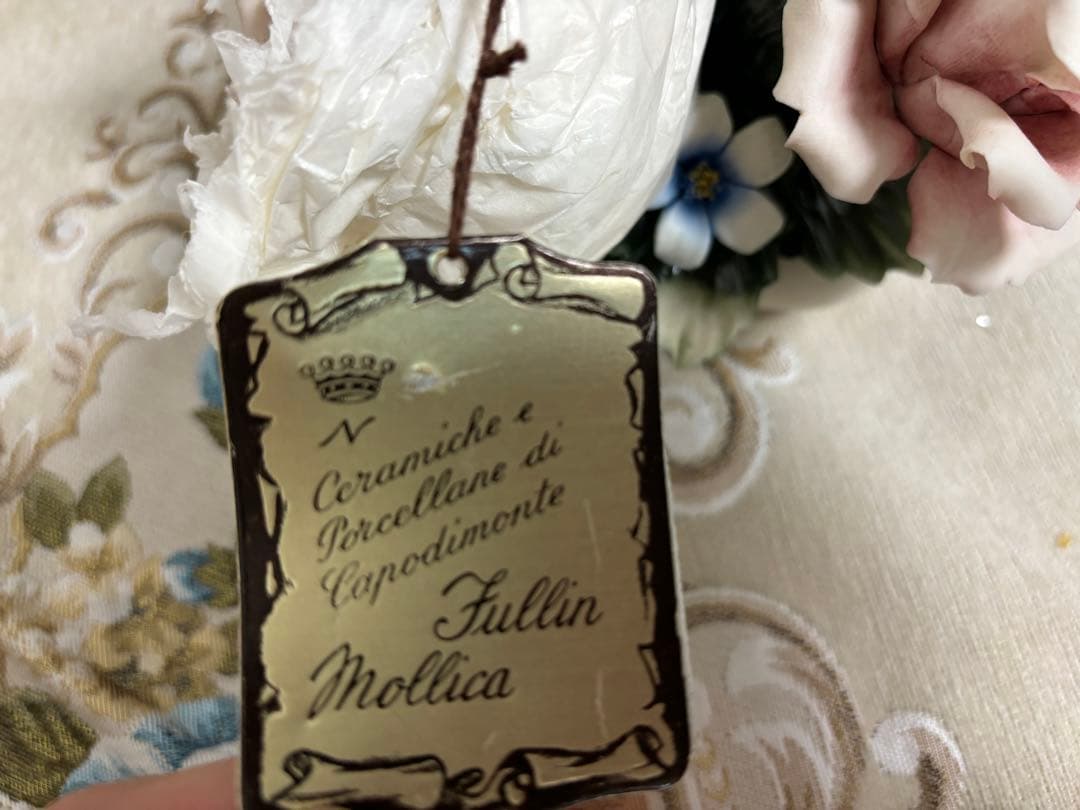 N
Ceramiche e
Porcellane di
Capodimonte
Fullin
Mollica